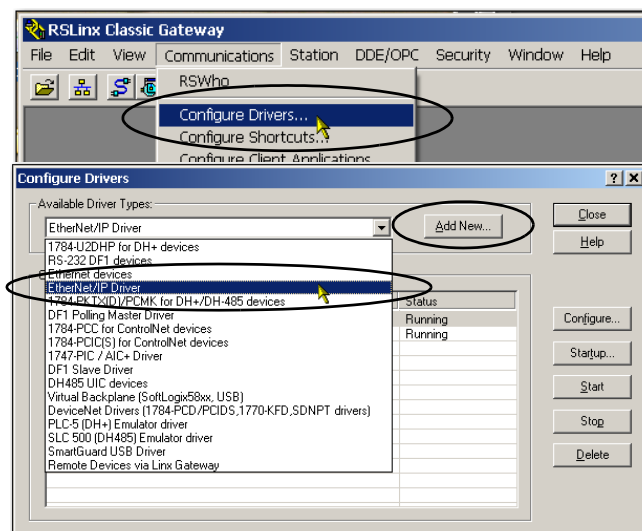 RSLinx Classic Gateway
File Edit View Communications Station DDE/OPC Security Window Help
RSWho
Configure Drivers...
Configure Shortcuts...
Configure Client Applications
Configure Drivers
Available Driver Types:
EtherNet/IP Driver
Add New...
Close
Help
1784-U2DHP for DH+ devices
RS-232 DF1 devices
Ethernet devices
EtherNet/IP Driver
1784-PKTX(D)/PCMK for DH+/DH-485 devices
DF1 Polling Master Driver
1784-PCC for ControlNet devices
1784-PCIC(S) for ControlNet devices
1747-PIC / AIC+ Driver
DF1 Slave Driver
DH485 UIC devices
Virtual Backplane (SoftLogix58xx, USB)
DeviceNet Drivers (1784-PCD/PCIDS,1770-KFD,SDNPT drivers)
PLC-5 (DH+) Emulator driver
SLC 500 (DH485) Emulator driver
SmartGuard USB Driver
Remote Devices via Linx Gateway
Status
Running
Running
Configure...
Startup...
Start
Stop
Delete